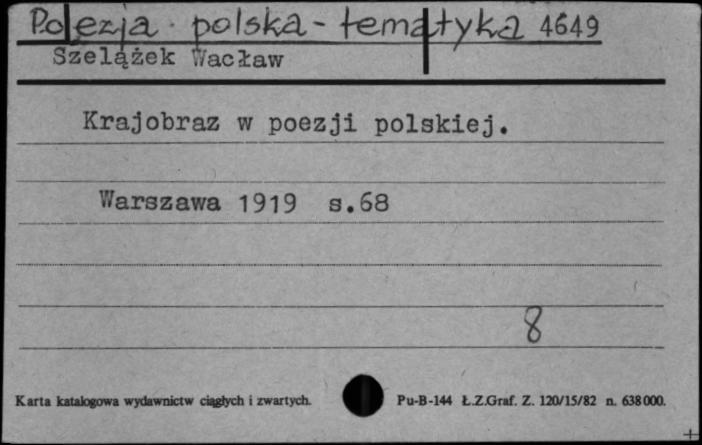 Poezja polska - tematyka 4649
Szelążek Wacław
Krajobraz w poezji polskiej.
Warszawa 1919 s.68
8
Karta katalogowa wydawnictw ciągłych i zwartych. Pu-B-144 Ł.Z.Graf. Z. 120/15/82 n. 638000.